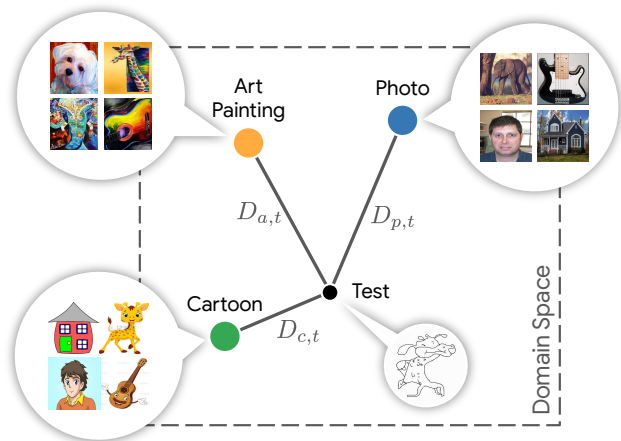 Art
Painting
Photo
$D_{a,t}$
$D_{p,t}$
Cartoon
Test
$D_{c,t}$
Domain Space